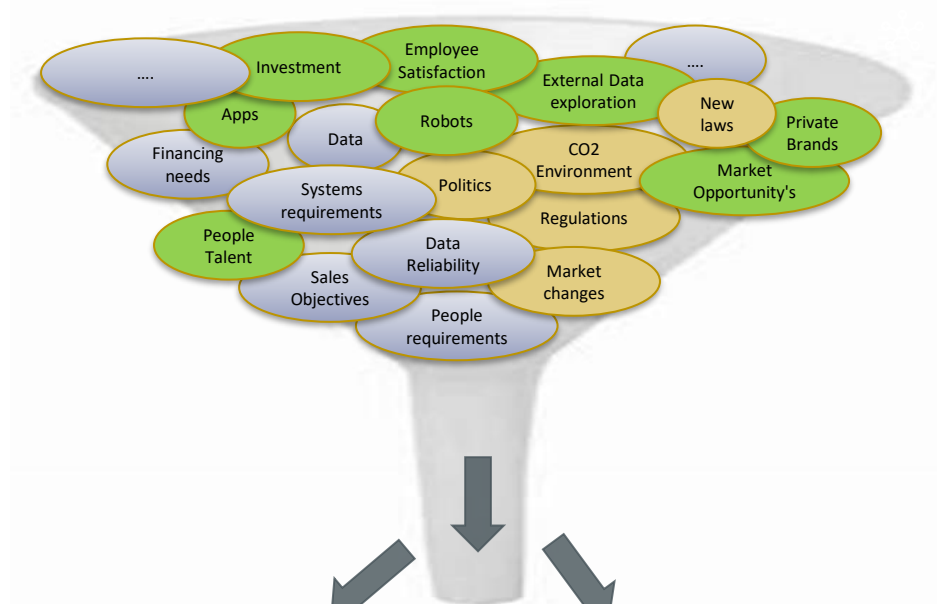 ....
Investment
Employee
Satisfaction
....
External Data
exploration
Apps
Robots
New
laws
Private
Brands
Data
Financing
needs
CO2
Environment
Politics
Market
Opportunity's
Systems
requirements
Regulations
People
Talent
Data
Reliability
Sales
Objectives
Market
changes
People
requirements